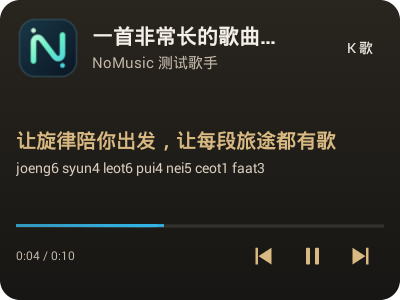 一首非常长的歌曲...
NoMusic 测试歌手
K 歌
让旋律陪你出发，让每段旅途都有歌
joeng6 syun4 leot6 pui4 nei5 ceot1 faat3
0:04 / 0:10